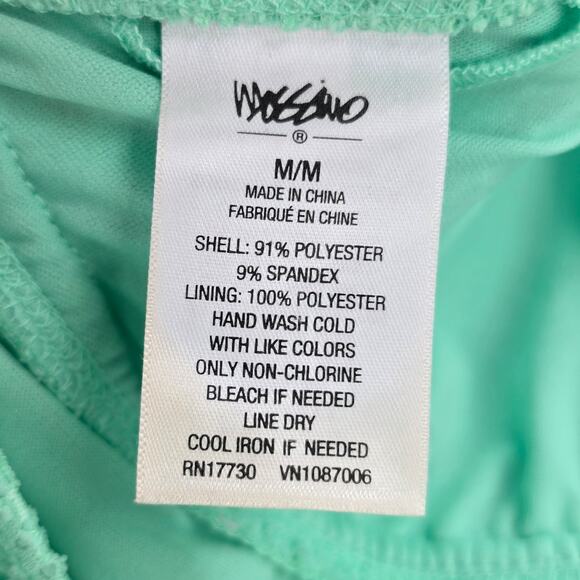 Mossimo
®
M/M
MADE IN CHINA
FABRIQUÉ EN CHINE
SHELL: 91% POLYESTER
9% SPANDEX
LINING: 100% POLYESTER
HAND WASH COLD
WITH LIKE COLORS
ONLY NON-CHLORINE
BLEACH IF NEEDED
LINE DRY
COOL IRON IF NEEDED
RN17730 VN1087006